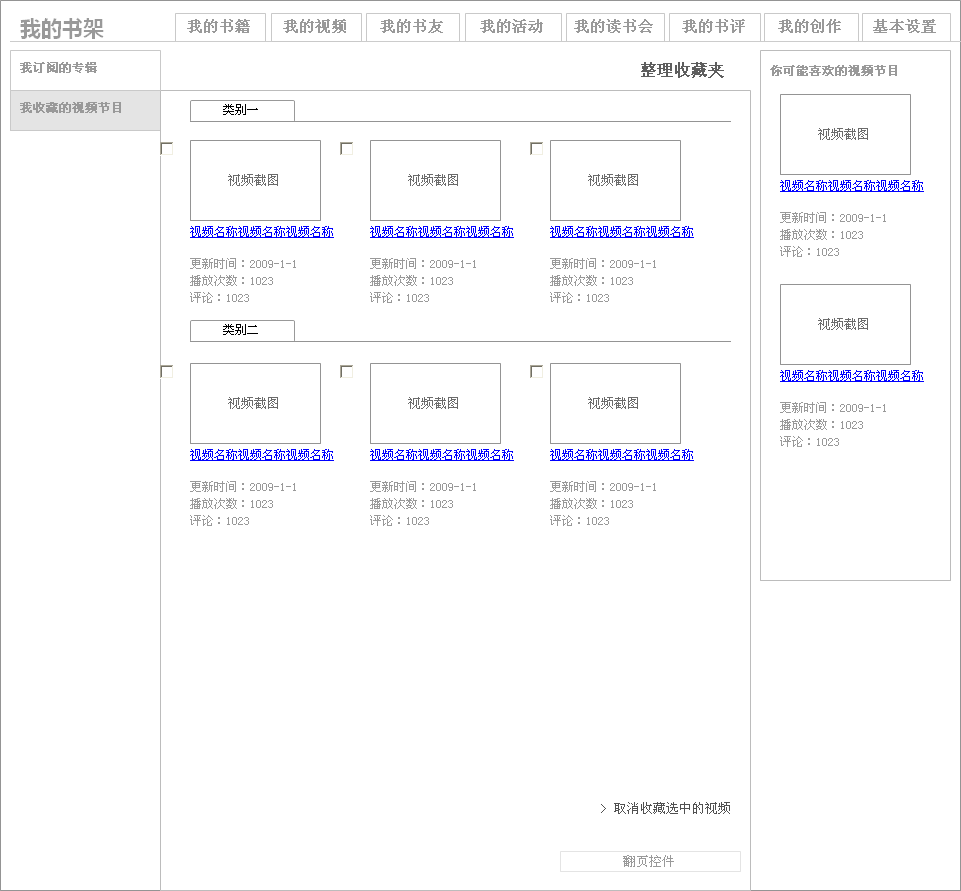 我的书架
我的书籍 我的视频 我的书友 我的活动 我的读书会 我的书评 我的创作 基本设置
我订阅的专辑
我收藏的视频节目
整理收藏夹
类别一
视频截图 视频截图 视频截图
视频名称视频名称视频名称 视频名称视频名称视频名称 视频名称视频名称视频名称
更新时间：2009-1-1 更新时间：2009-1-1 更新时间：2009-1-1
播放次数：1023 播放次数：1023 播放次数：1023
评论：1023 评论：1023 评论：1023
类别二
视频截图 视频截图 视频截图
视频名称视频名称视频名称 视频名称视频名称视频名称 视频名称视频名称视频名称
更新时间：2009-1-1 更新时间：2009-1-1 更新时间：2009-1-1
播放次数：1023 播放次数：1023 播放次数：1023
评论：1023 评论：1023 评论：1023
> 取消收藏选中的视频
翻页控件
你可能喜欢的视频节目
视频截图
视频名称视频名称视频名称
更新时间：2009-1-1
播放次数：1023
评论：1023
视频截图
视频名称视频名称视频名称
更新时间：2009-1-1
播放次数：1023
评论：1023